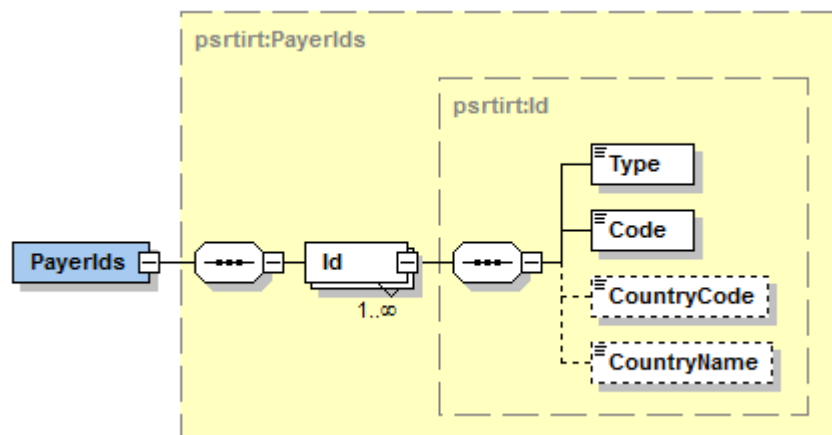 psrtirt:PayerIds
psrtirt:Id
Type
Code
PayerIds
Id
1..∞
CountryCode
CountryName